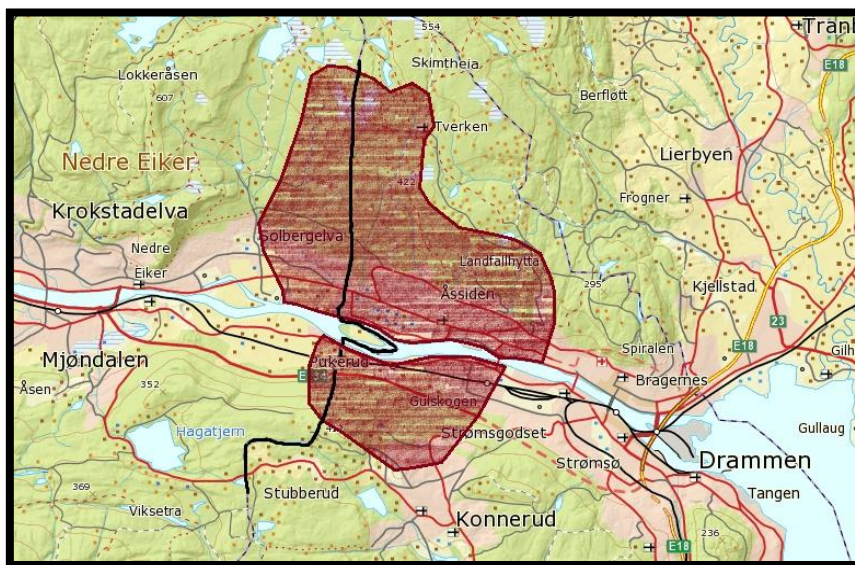 554
Tranb
E18
Skimtheia
Lokkeråsen
607
Berfløtt
Tverken
Nedre Eiker
Lierbyen
422
Krokstadelva
Frogner
Solbergelva
Nedre
Eiker
Landfallhytta
295
Kjellstad
Åssiden
23
E18
Mjøndalen
Pukerud
Spiralen
Gilh
Åsen
352
Bragernes
Gulskogen
Gullaug
Hagatjern
Strømsgodset
Strømsø
Drammen
369
Stubberud
Tangen
Viksetra
Konnerud
236
E18